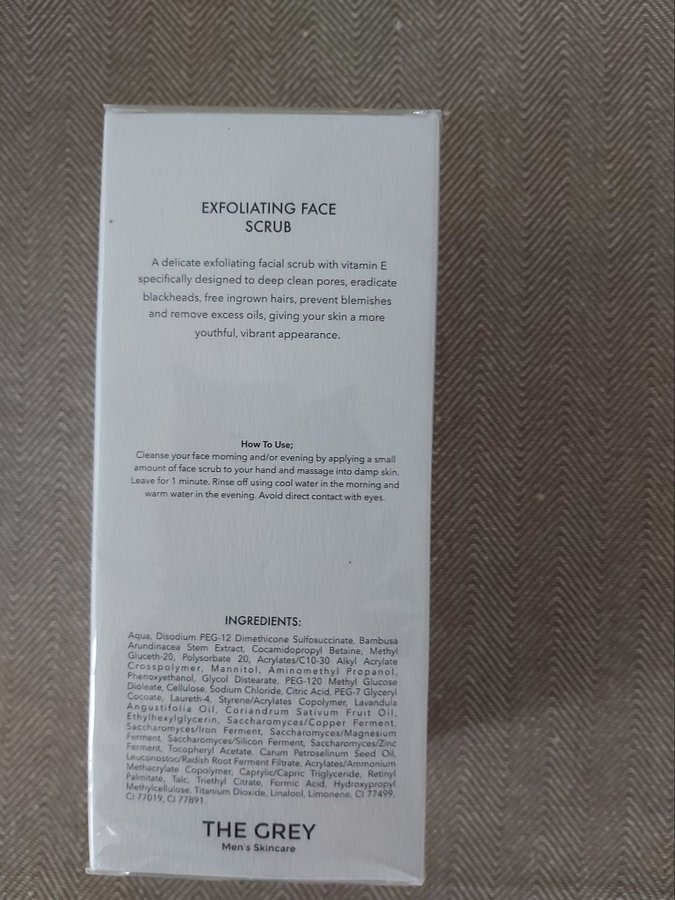 EXFOLIATING FACE
SCRUB
A delicate exfoliating facial scrub with vitamin E
specifically designed to deep clean pores, eradicate
blackheads, free ingrown hairs, prevent blemishes
and remove excess oils, giving your skin a more
youthful, vibrant appearance.
How To Use;
Cleanse your face morning and/or evening by applying a small
amount of face scrub to your hand and massage into damp skin.
Leave for 1 minute. Rinse off using cool water in the morning and
warm water in the evening. Avoid direct contact with eyes.
INGREDIENTS:
Aqua, Disodium PEG-12 Dimethicone Sulfosuccinate, Bambusa
Arundinacea Stem Extract, Cocamidopropyl Betaine, Methyl
Gluceth-20, Polysorbate 20, Acrylates/C10-30 Alkyl Acrylate
Crosspolymer, Mannitol, Aminomethyl Propanol,
Phenoxyethanol, Glycol Distearate, PEG-120 Methyl Glucose
Dioleate, Cellulose, Sodium Chloride, Citric Acid, PEG-7 Glyceryl
Cocoate, Laureth-4, Styrene/Acrylates Copolymer, Lavandula
Angustifolia Oil, Coriandrum Sativum Fruit Oil,
Ethylhexylglycerin, Saccharomyces/Copper Ferment,
Saccharomyces/Iron Ferment, Saccharomyces/Magnesium
Ferment, Saccharomyces/Silicon Ferment, Saccharomyces/Zinc
Ferment, Tocopheryl Acetate, Carum Petroselinum Seed Oil,
Leuconostoc/Radish Root Ferment Filtrate, Acrylates/Ammonium
Methacrylate Copolymer, Caprylic/Capric Triglyceride, Retinyl
Palmitate, Talc, Triethyl Citrate, Formic Acid, Hydroxypropyl
Methylcellulose, Titanium Dioxide, Linalool, Limonene, CI 77499,
CI 77019, CI 77891.
THE GREY
Men's Skincare